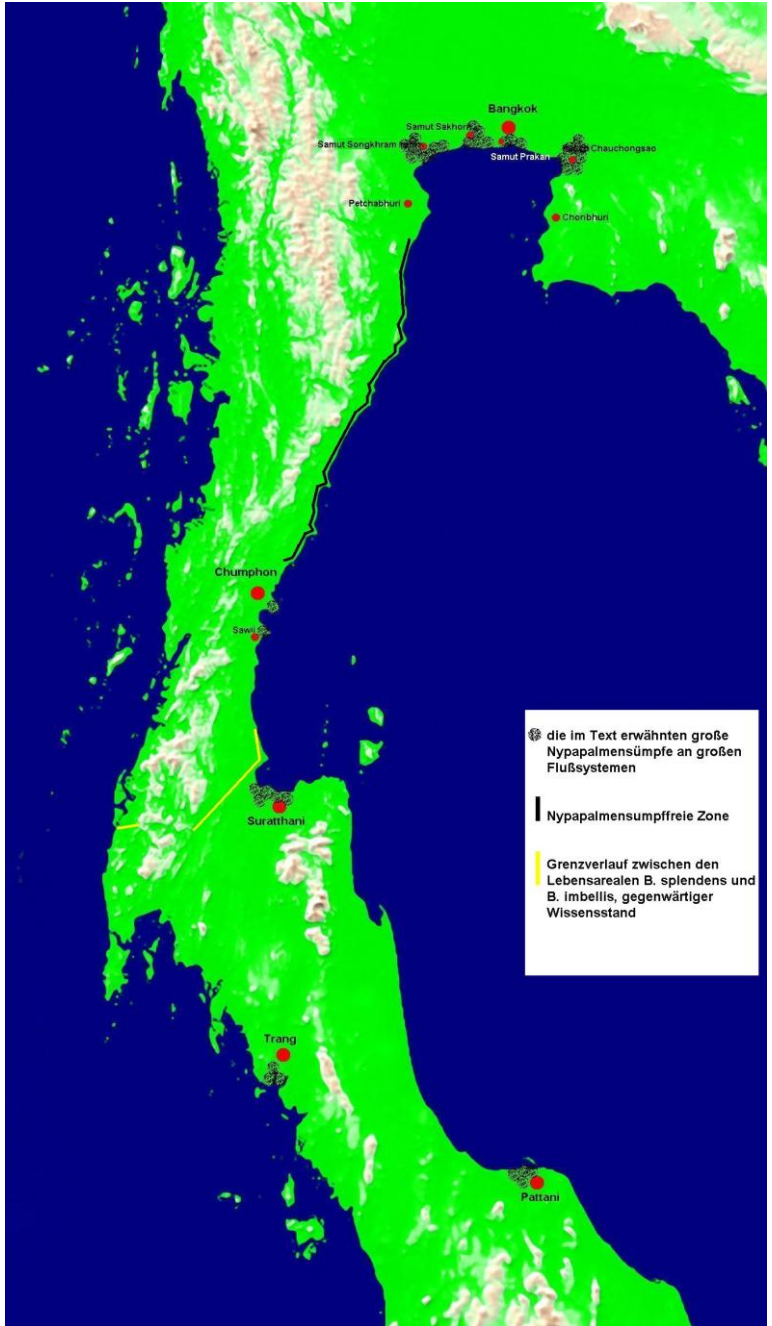 Bangkok
Samut Sakhorn
Samut Songkhram
Chauchongsao
Samut Prakan
Petchabhuri
Chonbhuri
Chumphon
Sawi
Suratthani
Trang
Pattani
die im Text erwähnten große
Nypapalmensümpfe an großen
Flußsystemen
Nypapalmensumpffreie Zone
Grenzverlauf zwischen den
Lebensarealen B. splendens und
B. imbellis, gegenwärtiger
Wissensstand